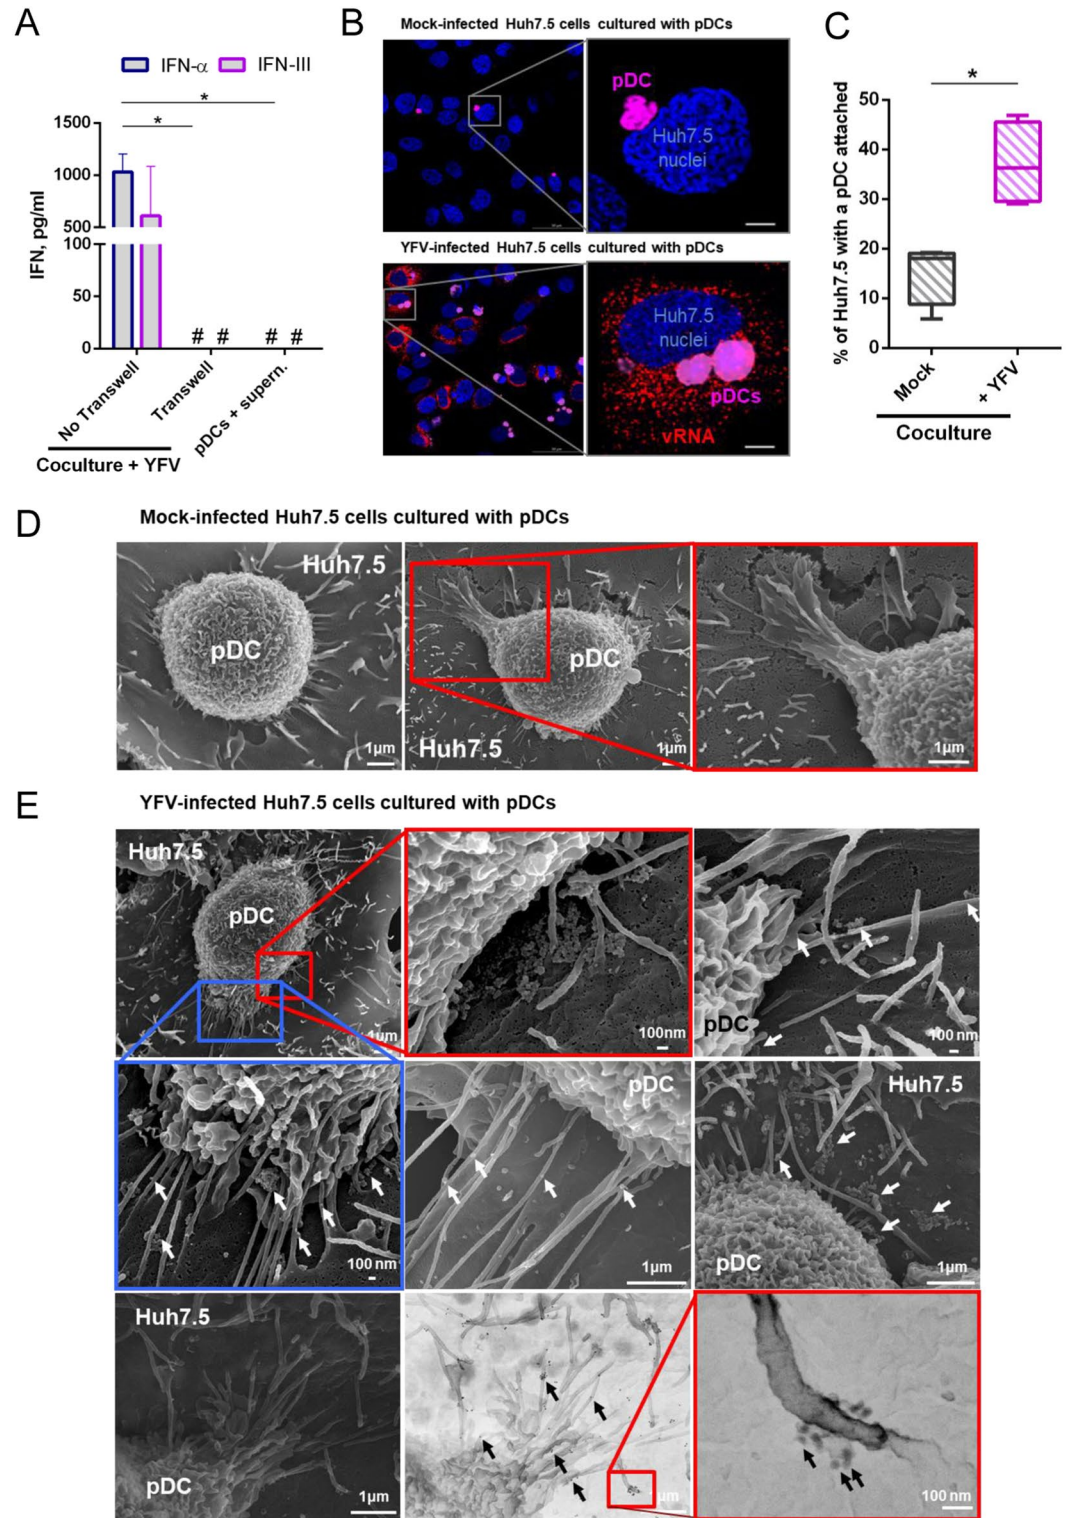 A
IFN-α
IFN-III
*
*
IFN, pg/ml
1500
1000
500
100
50
0
# #
# #
No Transwell
Transwell
pDCs + supern.
Coculture + YFV
B
Mock-infected Huh7.5 cells cultured with pDCs
pDC
Huh7.5
nuclei
YFV-infected Huh7.5 cells cultured with pDCs
Huh7.5
nuclei
pDCs
vRNA
C
*
% of Huh7.5 with a pDC attached
50
40
30
20
10
0
Mock
+ YFV
Coculture
D
Mock-infected Huh7.5 cells cultured with pDCs
Huh7.5
pDC
1µm
pDC
Huh7.5
1µm
1µm
E
YFV-infected Huh7.5 cells cultured with pDCs
Huh7.5
pDC
1µm
100nm
pDC
100 nm
100 nm
pDC
1µm
Huh7.5
pDC
1µm
Huh7.5
pDC
1µm
100 nm